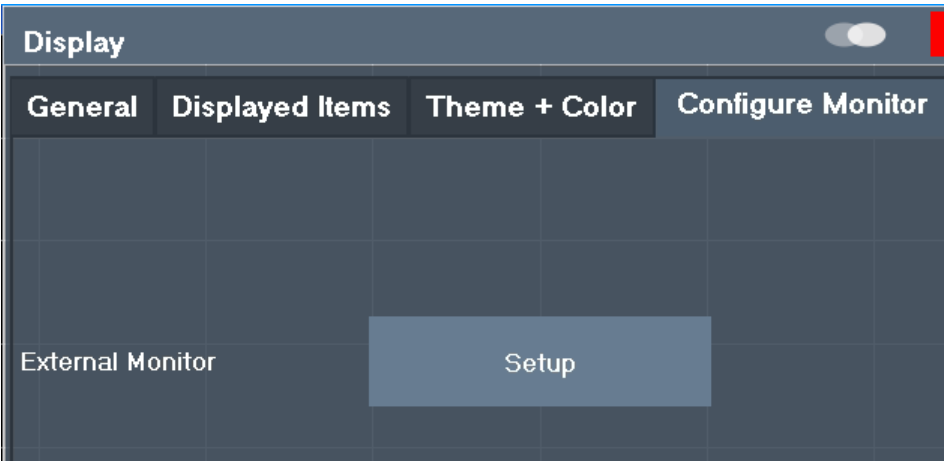 Display
General Displayed Items Theme + Color Configure Monitor
External Monitor Setup